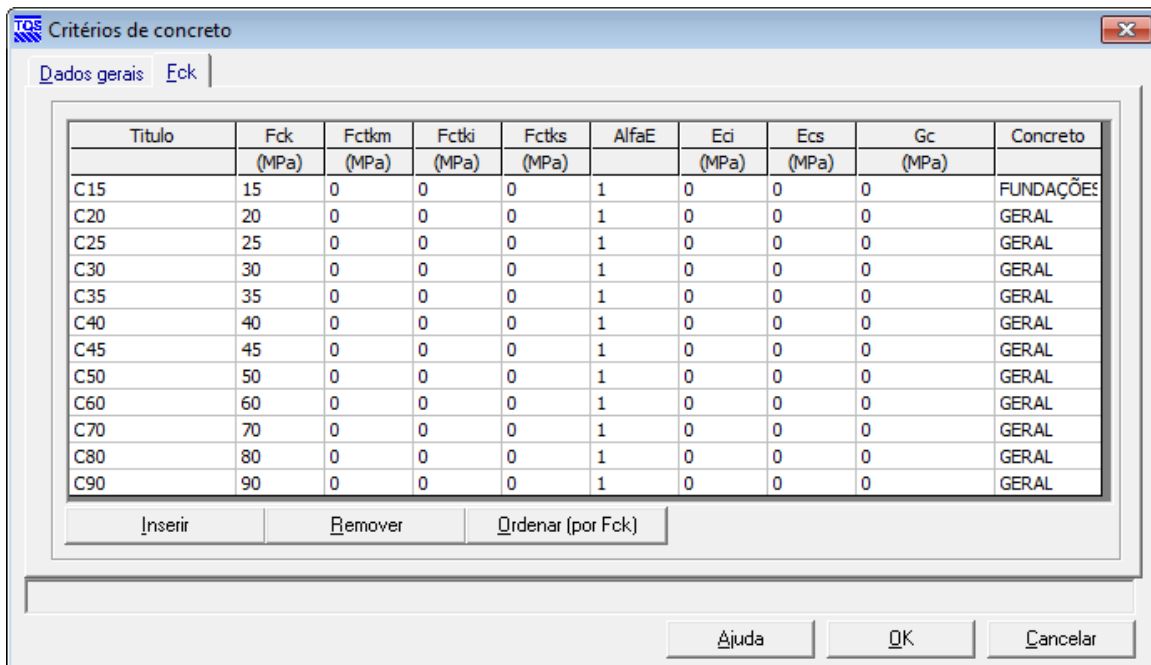 TQS Critérios de concreto
Dados gerais Fck
Titulo Fck Fctkm Fctki Fctks AlfaE Eci Ecs Gc Concreto
(MPa) (MPa) (MPa) (MPa) (MPa) (MPa) (MPa)
C15 15 0 0 0 1 0 0 0 FUNDAÇÕES
C20 20 0 0 0 1 0 0 0 GERAL
C25 25 0 0 0 1 0 0 0 GERAL
C30 30 0 0 0 1 0 0 0 GERAL
C35 35 0 0 0 1 0 0 0 GERAL
C40 40 0 0 0 1 0 0 0 GERAL
C45 45 0 0 0 1 0 0 0 GERAL
C50 50 0 0 0 1 0 0 0 GERAL
C60 60 0 0 0 1 0 0 0 GERAL
C70 70 0 0 0 1 0 0 0 GERAL
C80 80 0 0 0 1 0 0 0 GERAL
C90 90 0 0 0 1 0 0 0 GERAL
Inserir Remover Ordenar (por Fck)
Ajuda OK Cancelar